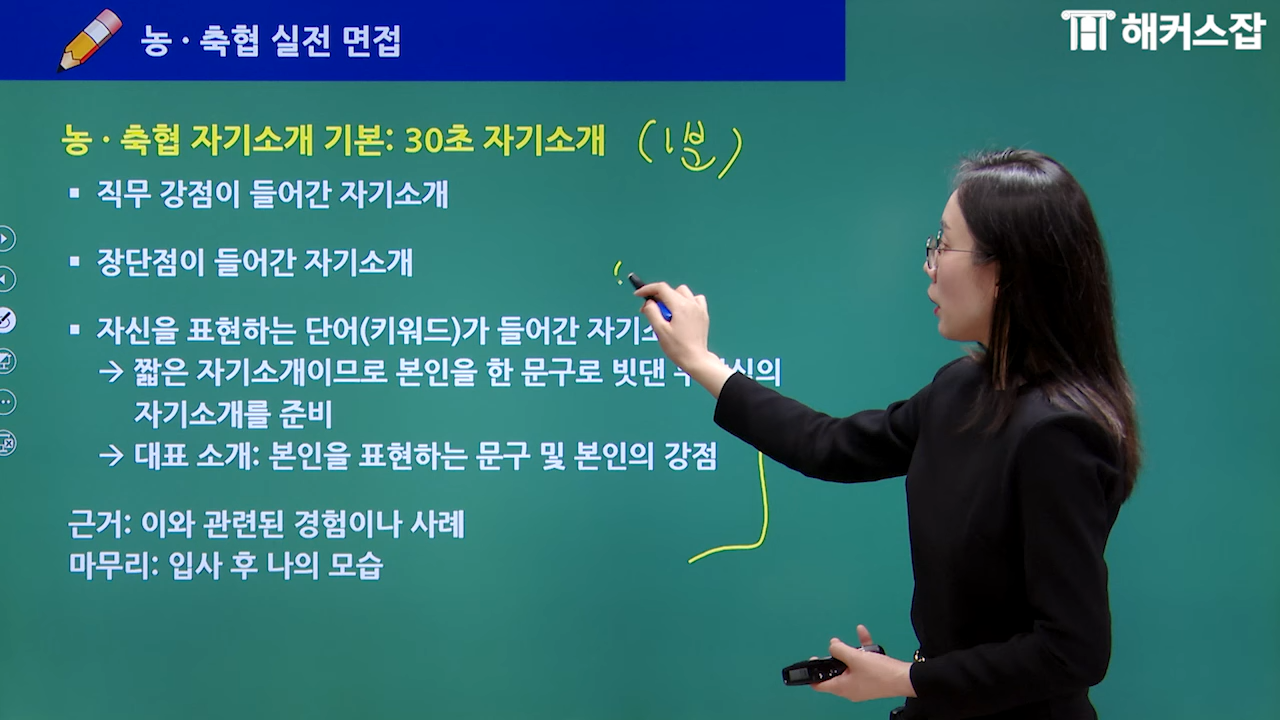 농·축협 실전 면접
해커스잡
농·축협 자기소개 기본: 30초 자기소개 (1분)
▪ 직무 강점이 들어간 자기소개
▪ 장단점이 들어간 자기소개
▪ 자신을 표현하는 단어(키워드)가 들어간
→ 짧은 자기소개이므로 본인을 한 문구로 빗댄
자기소개를 준비
→ 대표 소개: 본인을 표현하는 문구 및 본인의 강점
근거: 이와 관련된 경험이나 사례
마무리: 입사 후 나의 모습